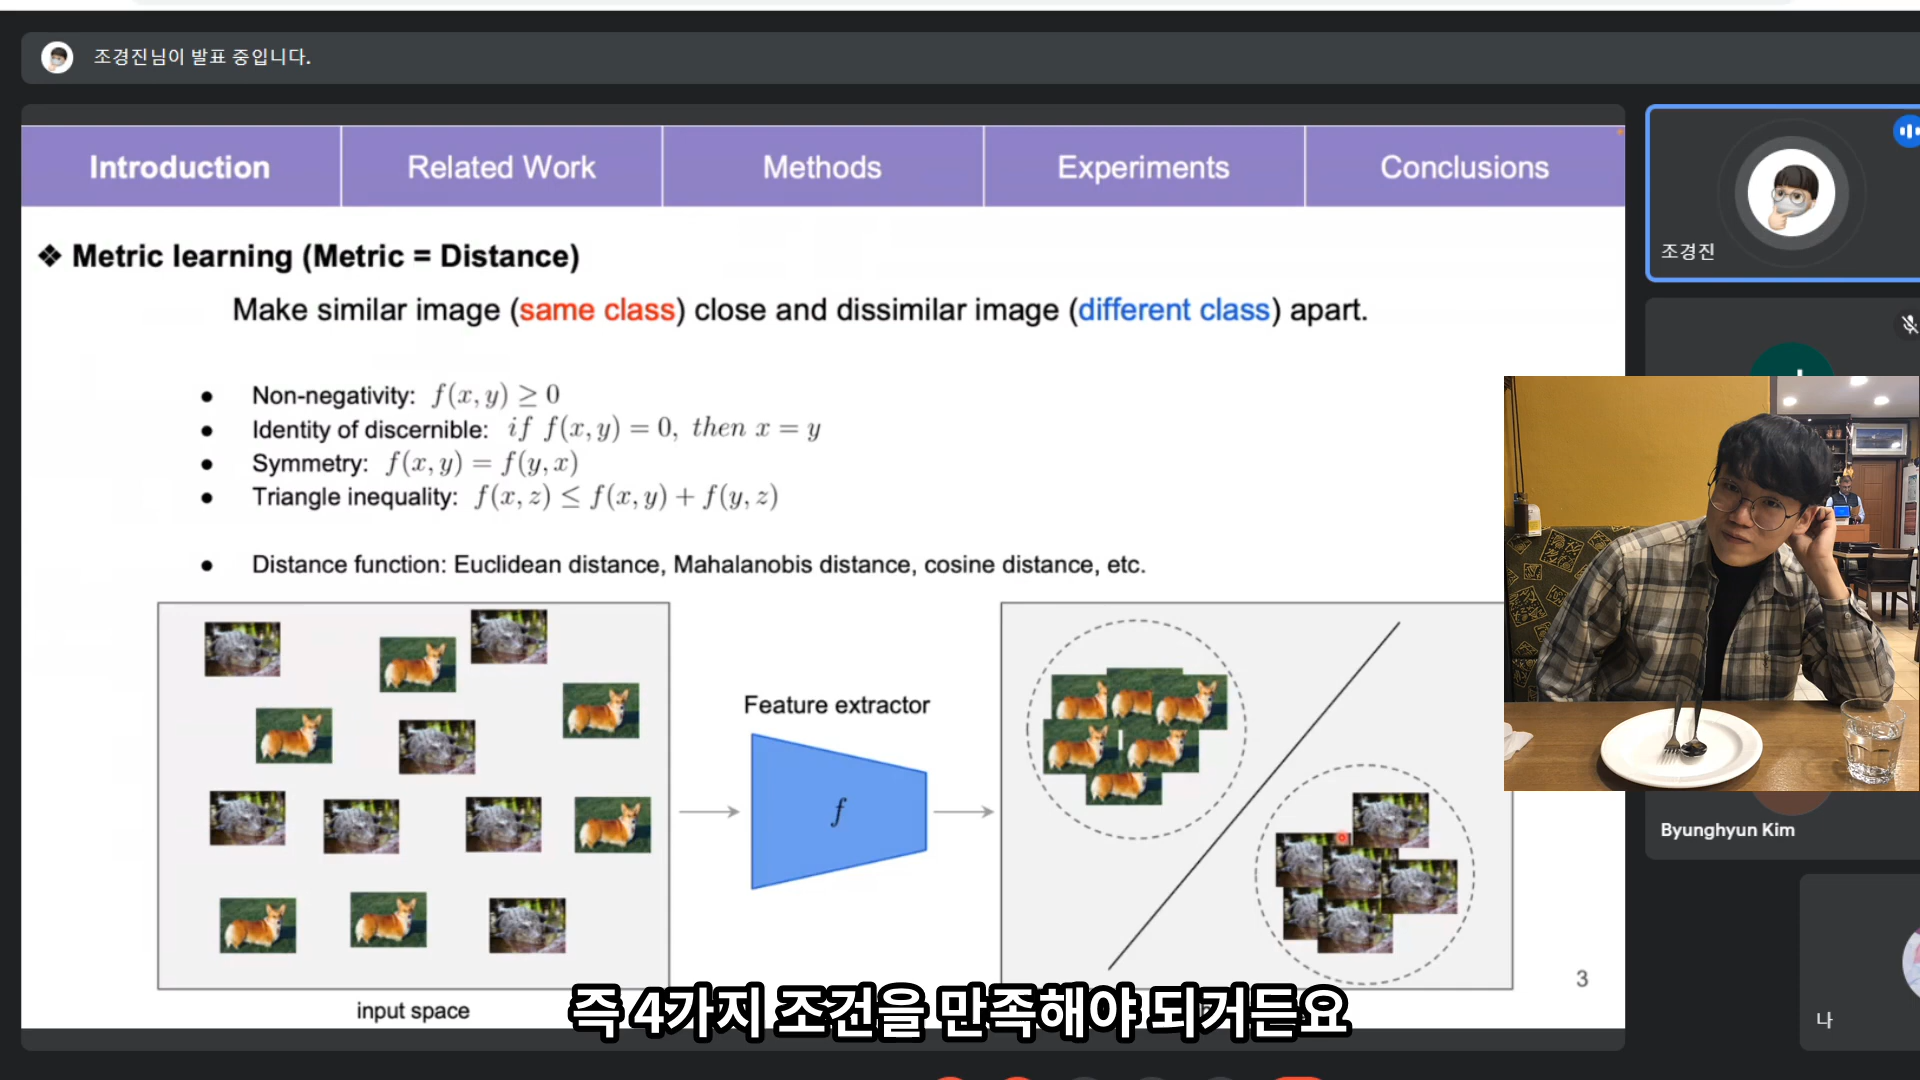 조경진님이 발표 중입니다.
Introduction
Related Work
Methods
Experiments
Conclusions
조경진
❖ Metric learning (Metric = Distance)
Make similar image (same class) close and dissimilar image (different class) apart.
● Non-negativity: f(x, y) ≥ 0
● Identity of discernible: if f(x, y) = 0, then x = y
● Symmetry: f(x, y) = f(y, x)
● Triangle inequality: f(x, z) ≤ f(x, y) + f(y, z)
● Distance function: Euclidean distance, Mahalanobis distance, cosine distance, etc.
Feature extractor
f
Byunghyun Kim
3
input space
즉 4가지 조건을 만족해야 되거든요
나